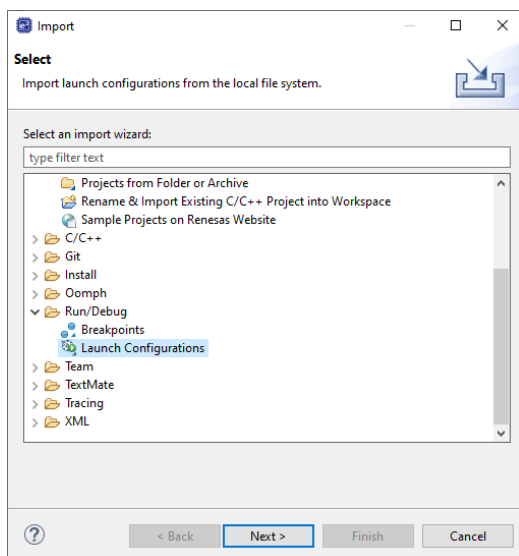 Import
Select
Import launch configurations from the local file system.
Select an import wizard:
type filter text
Projects from Folder or Archive
Rename & Import Existing C/C++ Project into Workspace
Sample Projects on Renesas Website
C/C++
Git
Install
Oomph
Run/Debug
Breakpoints
Launch Configurations
Team
TextMate
Tracing
XML
?
< Back
Next >
Finish
Cancel